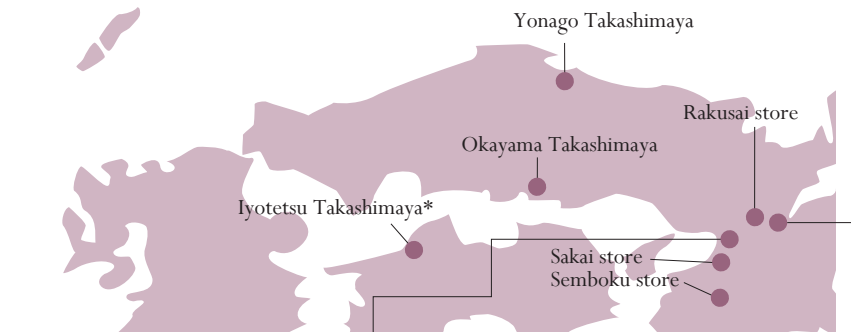 Yonago Takashimaya
Rakusai store
Okayama Takashimaya
Iyotetsu Takashimaya*
Sakai store
Semboku store